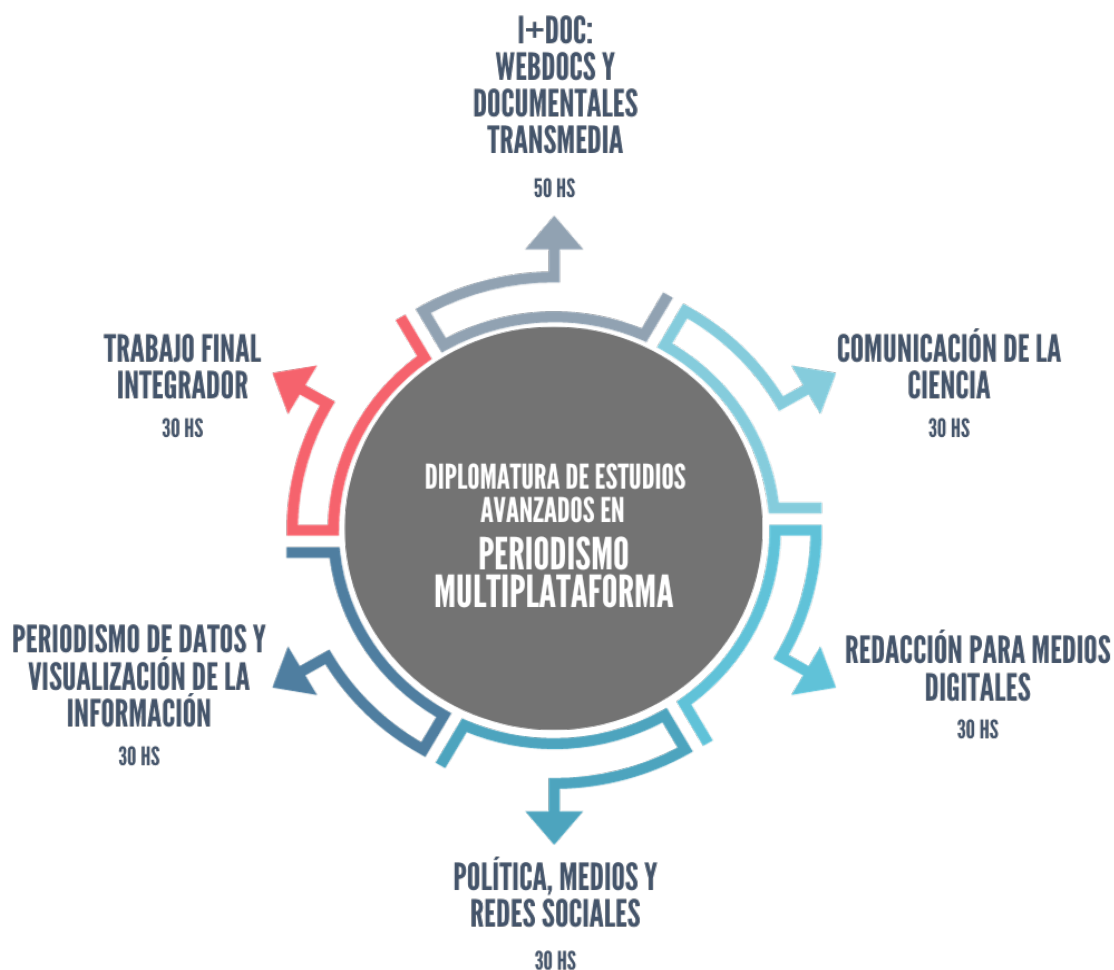 I+DOC:
WEBDOCS Y
DOCUMENTALES
TRANSMEDIA
50 HS
COMUNICACIÓN DE LA
CIENCIA
30 HS
REDACCIÓN PARA MEDIOS
DIGITALES
30 HS
POLÍTICA, MEDIOS Y
REDES SOCIALES
30 HS
PERIODISMO DE DATOS Y
VISUALIZACIÓN DE LA
INFORMACIÓN
30 HS
TRABAJO FINAL
INTEGRADOR
30 HS
DIPLOMATURA DE ESTUDIOS
AVANZADOS EN
PERIODISMO
MULTIPLATAFORMA